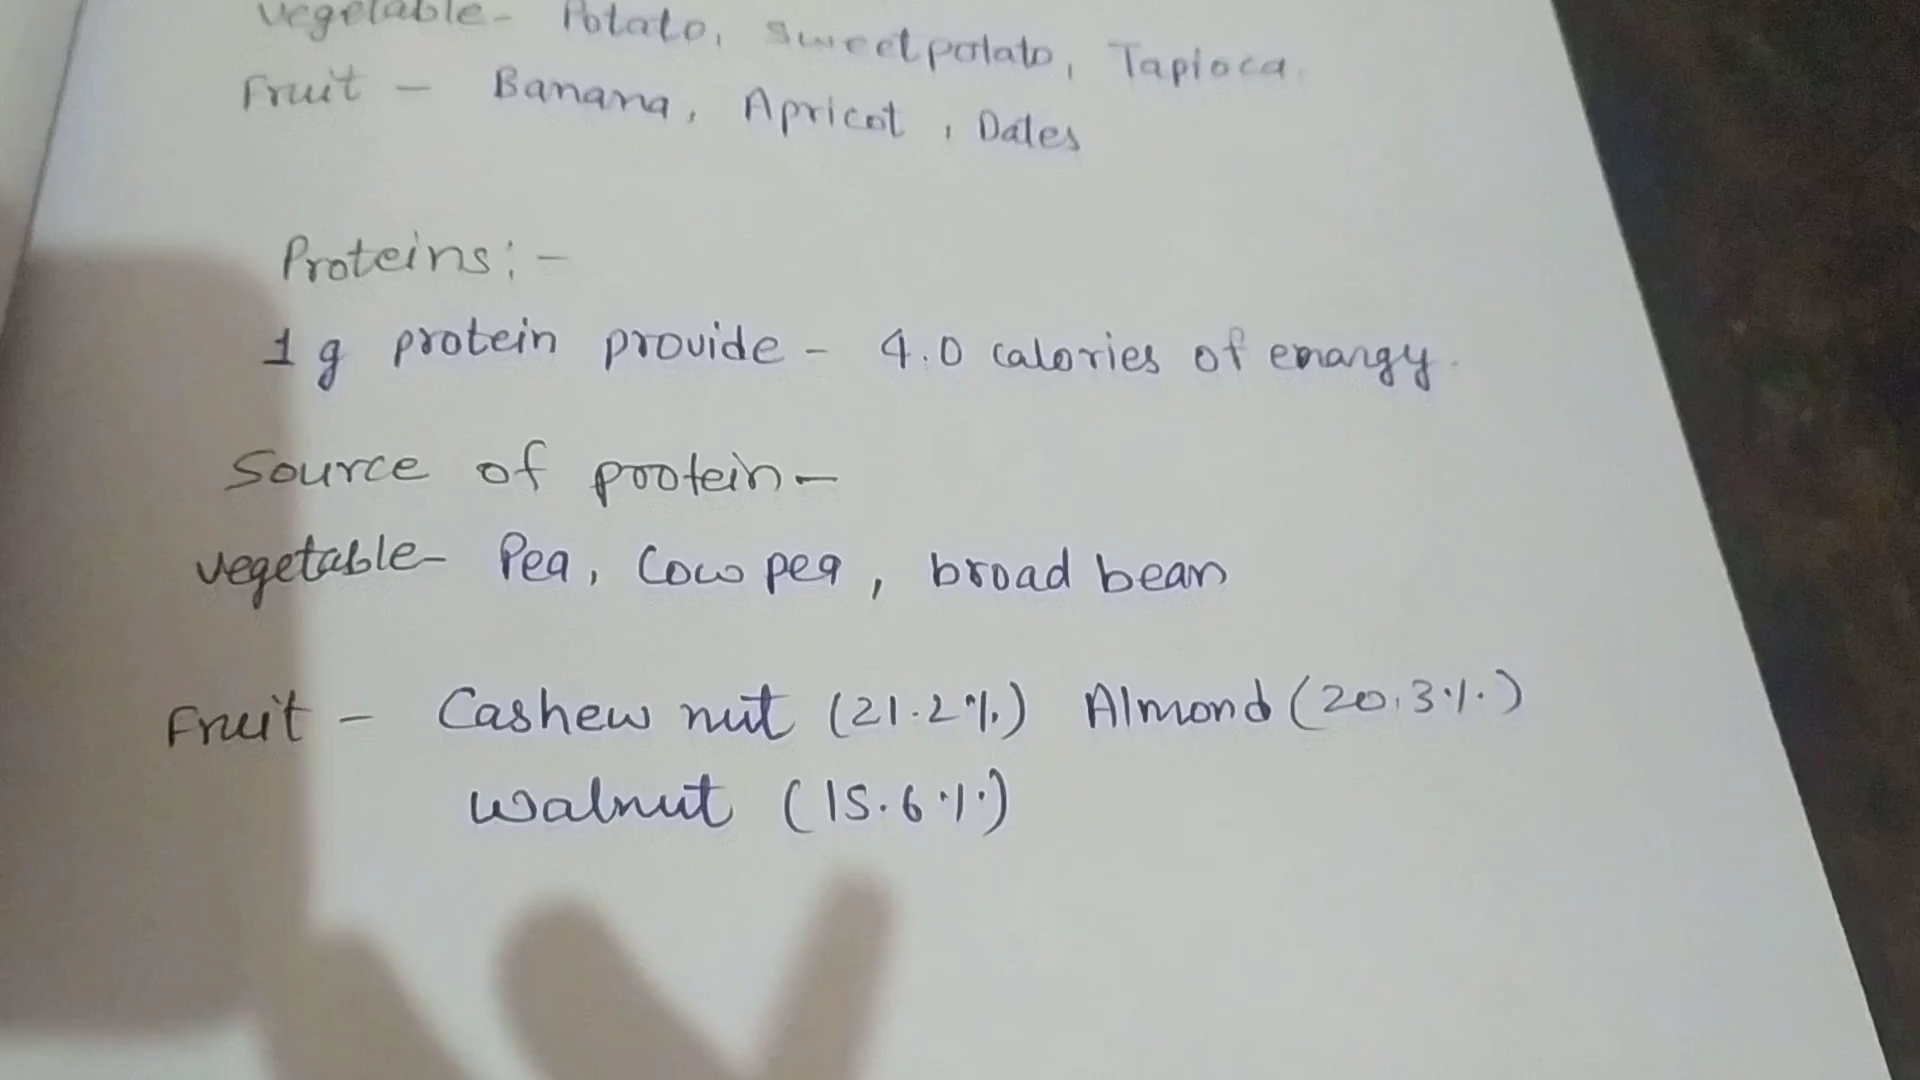 vegetable- Potato, sweetpotato, Tapioca.
Fruit - Banana, Apricot, Dates
Proteins:-
1 g protein provide - 4.0 calories of enargy.
Source of protein-
vegetable- Pea, Cow pea, broad bean
Fruit - Cashew nut (21.2%) Almond (20.3%)
walnut (15.6%)